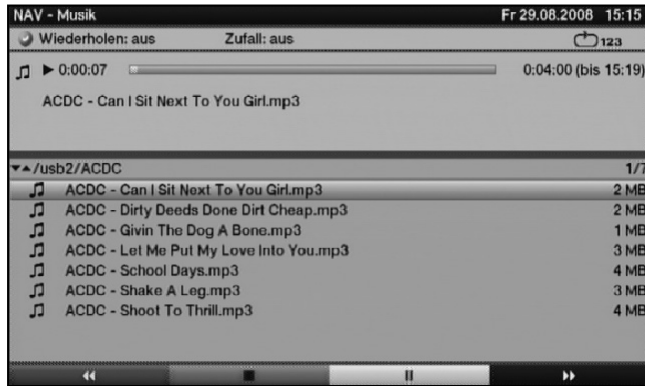 NAV - Musik Fr 29.08.2008 15:15
Wiederholen: aus Zufall: aus 123
0:00:07 0:04:00 (bis 15:19)
ACDC - Can I Sit Next To You Girl.mp3
/usb2/ACDC 1/7
ACDC - Can I Sit Next To You Girl.mp3 2 MB
ACDC - Dirty Deeds Done Dirt Cheap.mp3 2 MB
ACDC - Givin The Dog A Bone.mp3 1 MB
ACDC - Let Me Put My Love Into You.mp3 3 MB
ACDC - School Days.mp3 4 MB
ACDC - Shake A Leg.mp3 3 MB
ACDC - Shoot To Thrill.mp3 4 MB